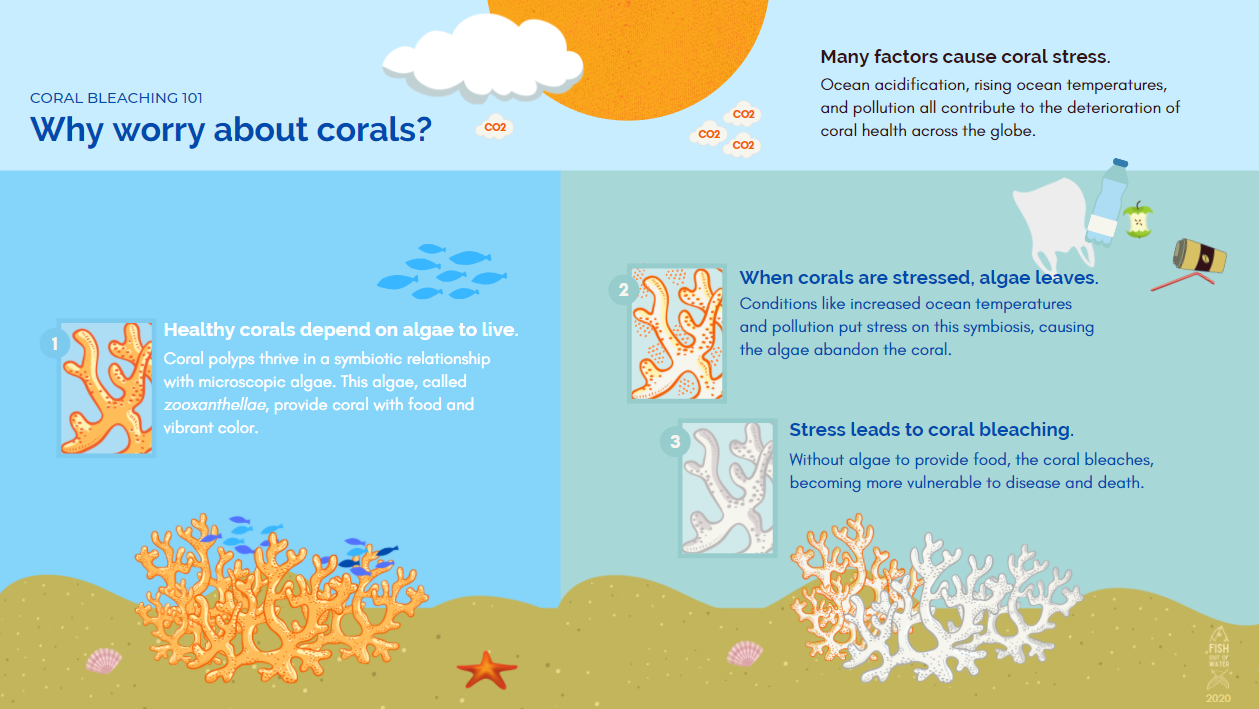 CORAL BLEACHING 101
Why worry about corals?
CO2
CO2
CO2
CO2
Many factors cause coral stress.
Ocean acidification, rising ocean temperatures,
and pollution all contribute to the deterioration of
coral health across the globe.
1
Healthy corals depend on algae to live.
Coral polyps thrive in a symbiotic relationship
with microscopic algae. This algae, called
zooxanthellae, provide coral with food and
vibrant color.
2
When corals are stressed, algae leaves.
Conditions like increased ocean temperatures
and pollution put stress on this symbiosis, causing
the algae abandon the coral.
3
Stress leads to coral bleaching.
Without algae to provide food, the coral bleaches,
becoming more vulnerable to disease and death.
FISH
OUT OF
WATER
2020